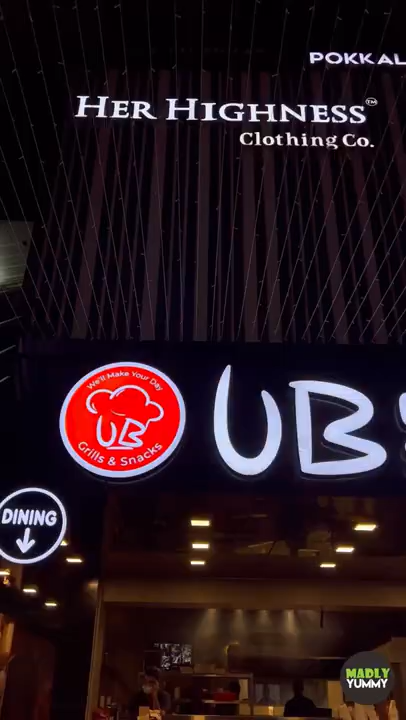 POKKAL
HER HIGHNESS™
Clothing Co.
We'll Make Your Day
UB
Grills & Snacks
UB
DINING
MADLY
YUMMY